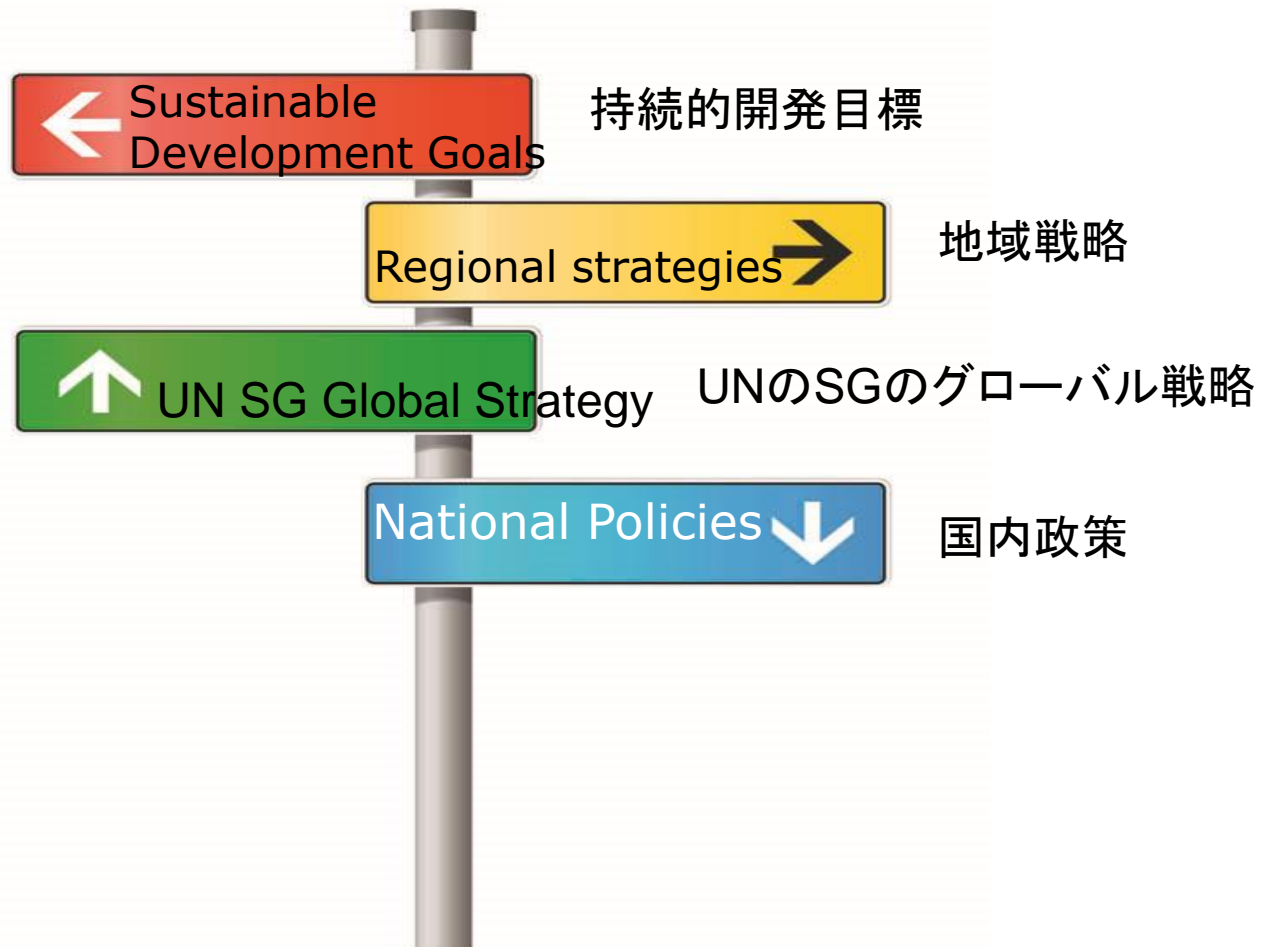 Sustainable
Development Goals
持続的開発目標
Regional strategies
地域戦略
UN SG Global Strategy
UNのSGのグローバル戦略
National Policies
国内政策